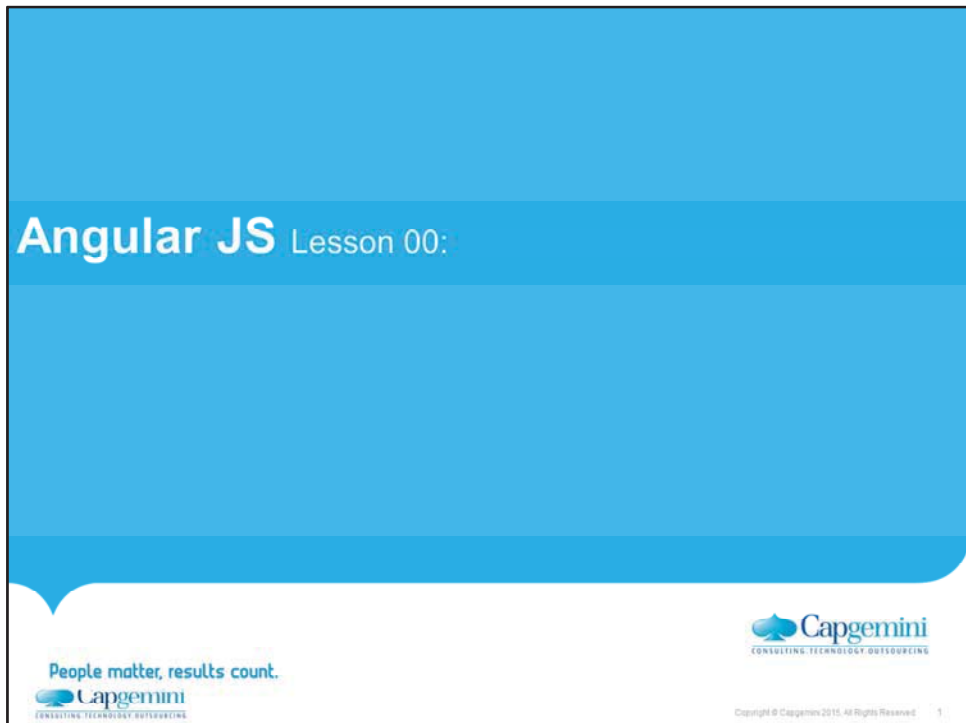 Angular JS Lesson 00:
Capgemini
CONSULTING.TECHNOLOGY.OUTSOURCING
People matter, results count.
Capgemini
CONSULTING.TECHNOLOGY.OUTSOURCING
Copyright © Capgemini 2015, All Rights Reserved 1